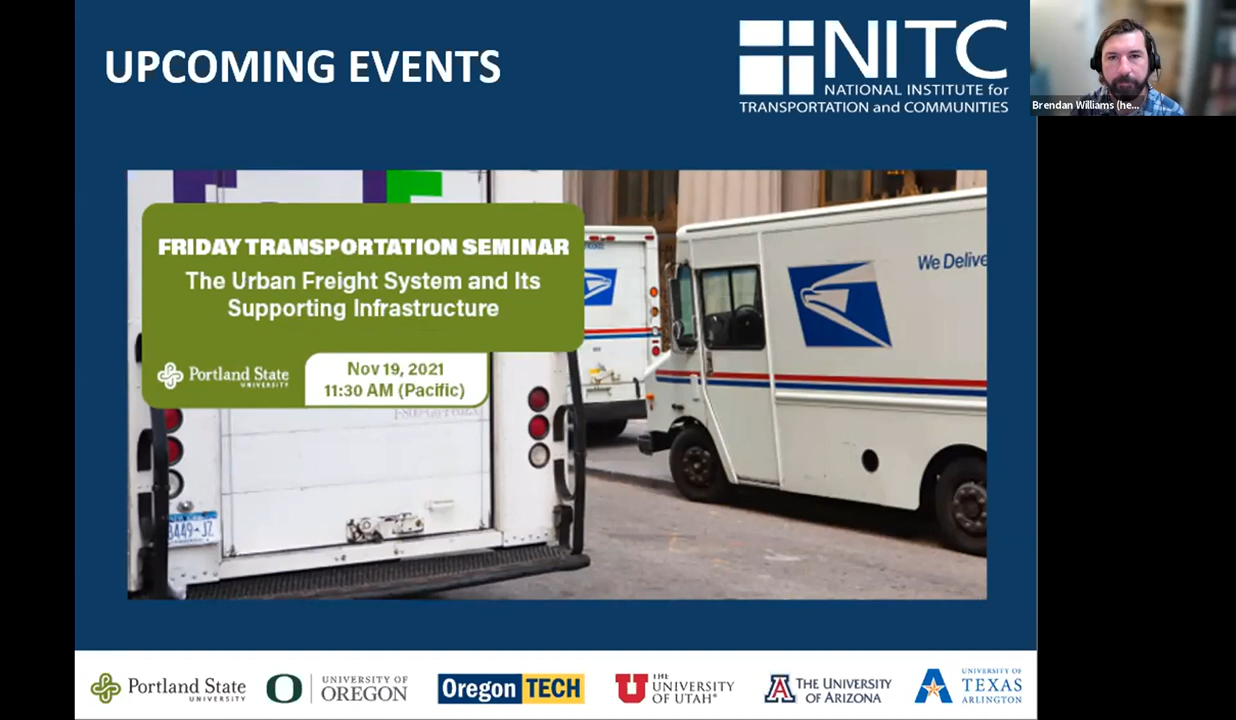 UPCOMING EVENTS
NITC
NATIONAL INSTITUTE for
TRANSPORTATION and COMMUNITIES
Brendan Williams (he...
FRIDAY TRANSPORTATION SEMINAR
The Urban Freight System and Its
Supporting Infrastructure
Portland State
UNIVERSITY
Nov 19, 2021
11:30 AM (Pacific)
We Delive
Portland State
UNIVERSITY
O
UNIVERSITY OF
OREGON
Oregon TECH
U
THE
UNIVERSITY
OF UTAH®
A
THE UNIVERSITY
OF ARIZONA
A
UNIVERSITY OF
TEXAS
ARLINGTON